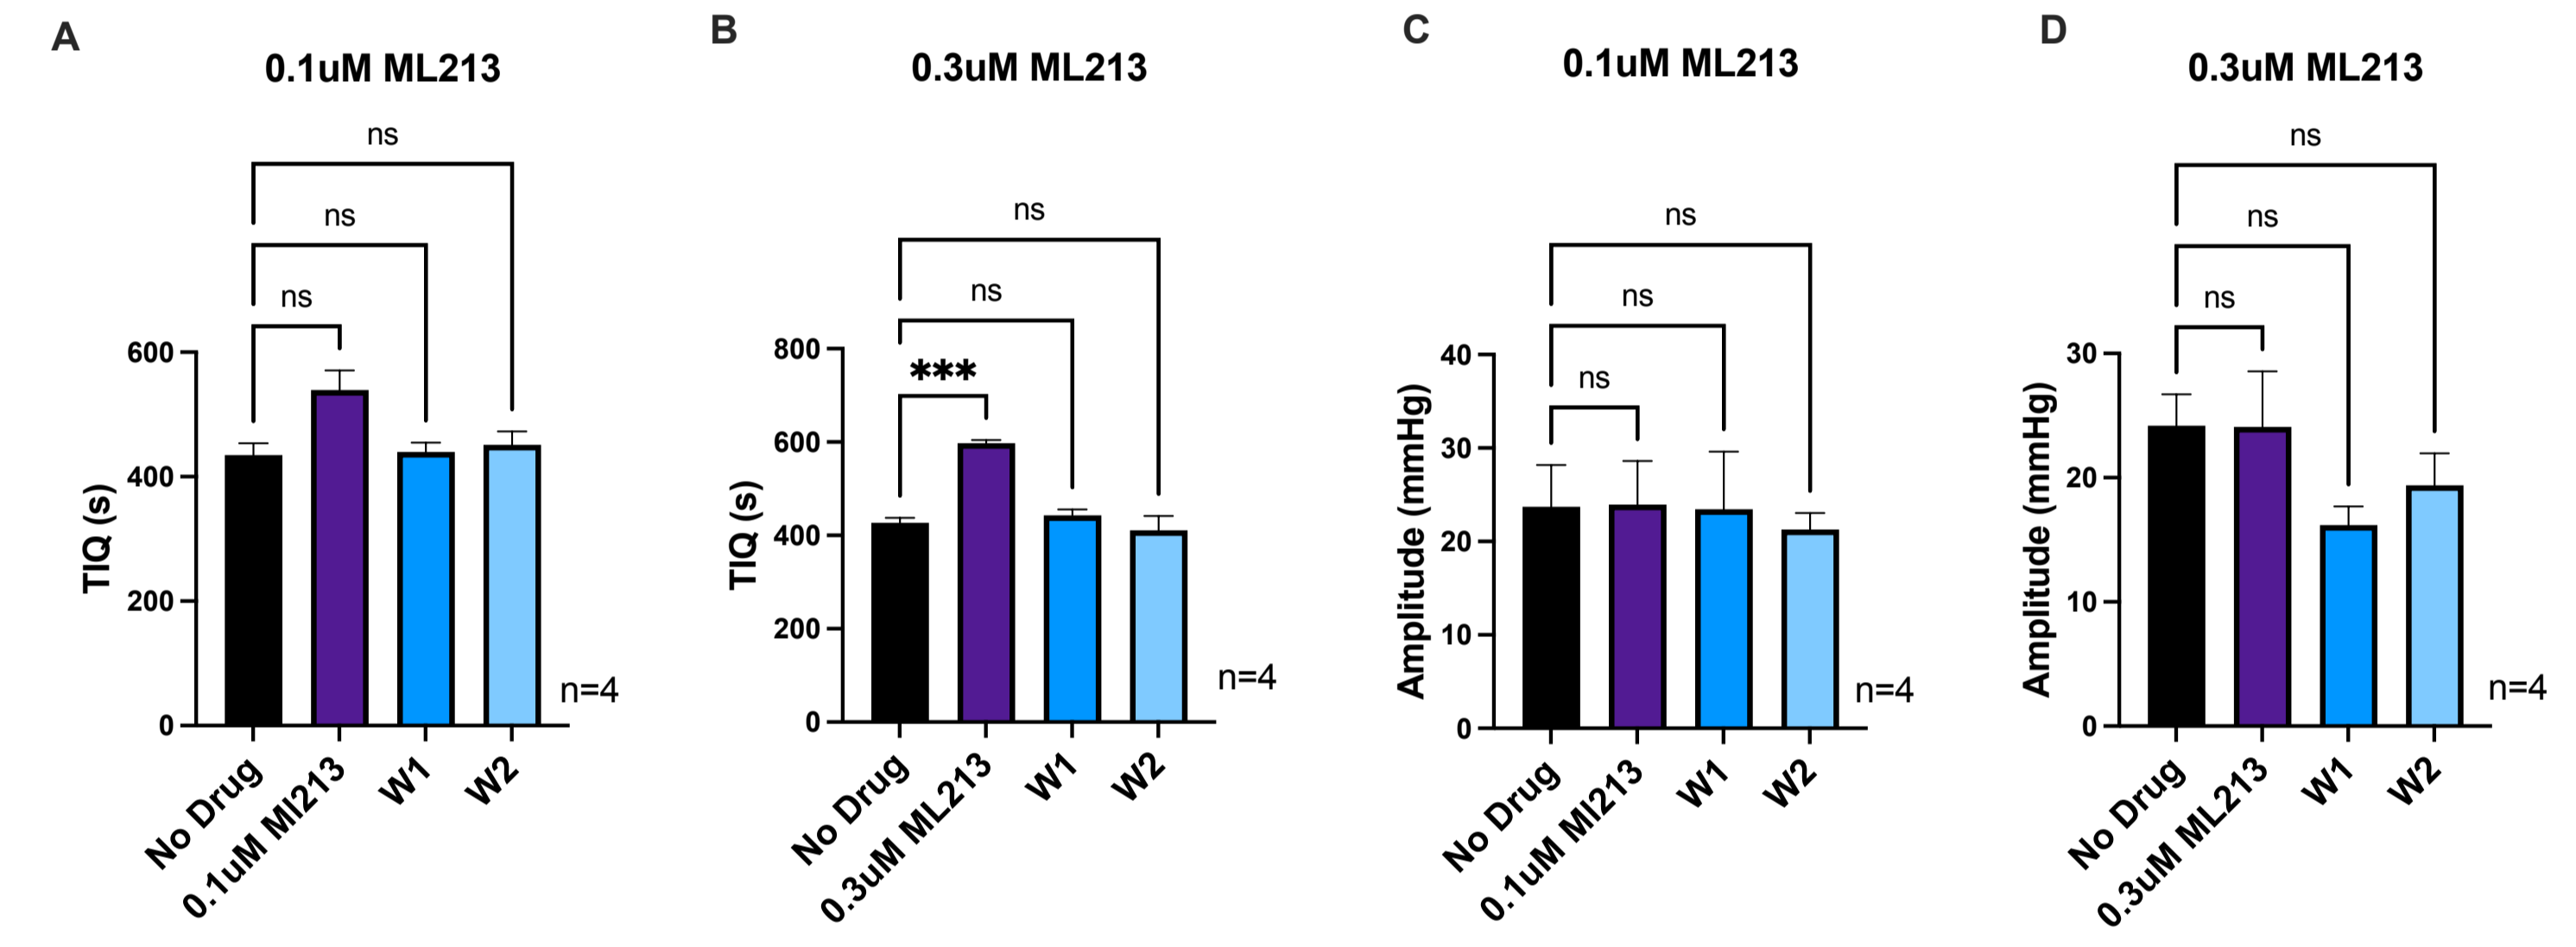 A
0.1uM ML213
ns
ns
ns
600
400
200
0
TIQ (s)
No Drug
0.1uM Ml213
W1
W2
n=4
B
0.3uM ML213
ns
ns
***
800
600
400
200
0
TIQ (s)
No Drug
0.3uM ML213
W1
W2
n=4
C
0.1uM ML213
ns
ns
ns
40
30
20
10
0
Amplitude (mmHg)
No Drug
0.1uM Ml213
W1
W2
n=4
D
0.3uM ML213
ns
ns
ns
30
20
10
0
Amplitude (mmHg)
No Drug
0.3uM ML213
W1
W2
n=4